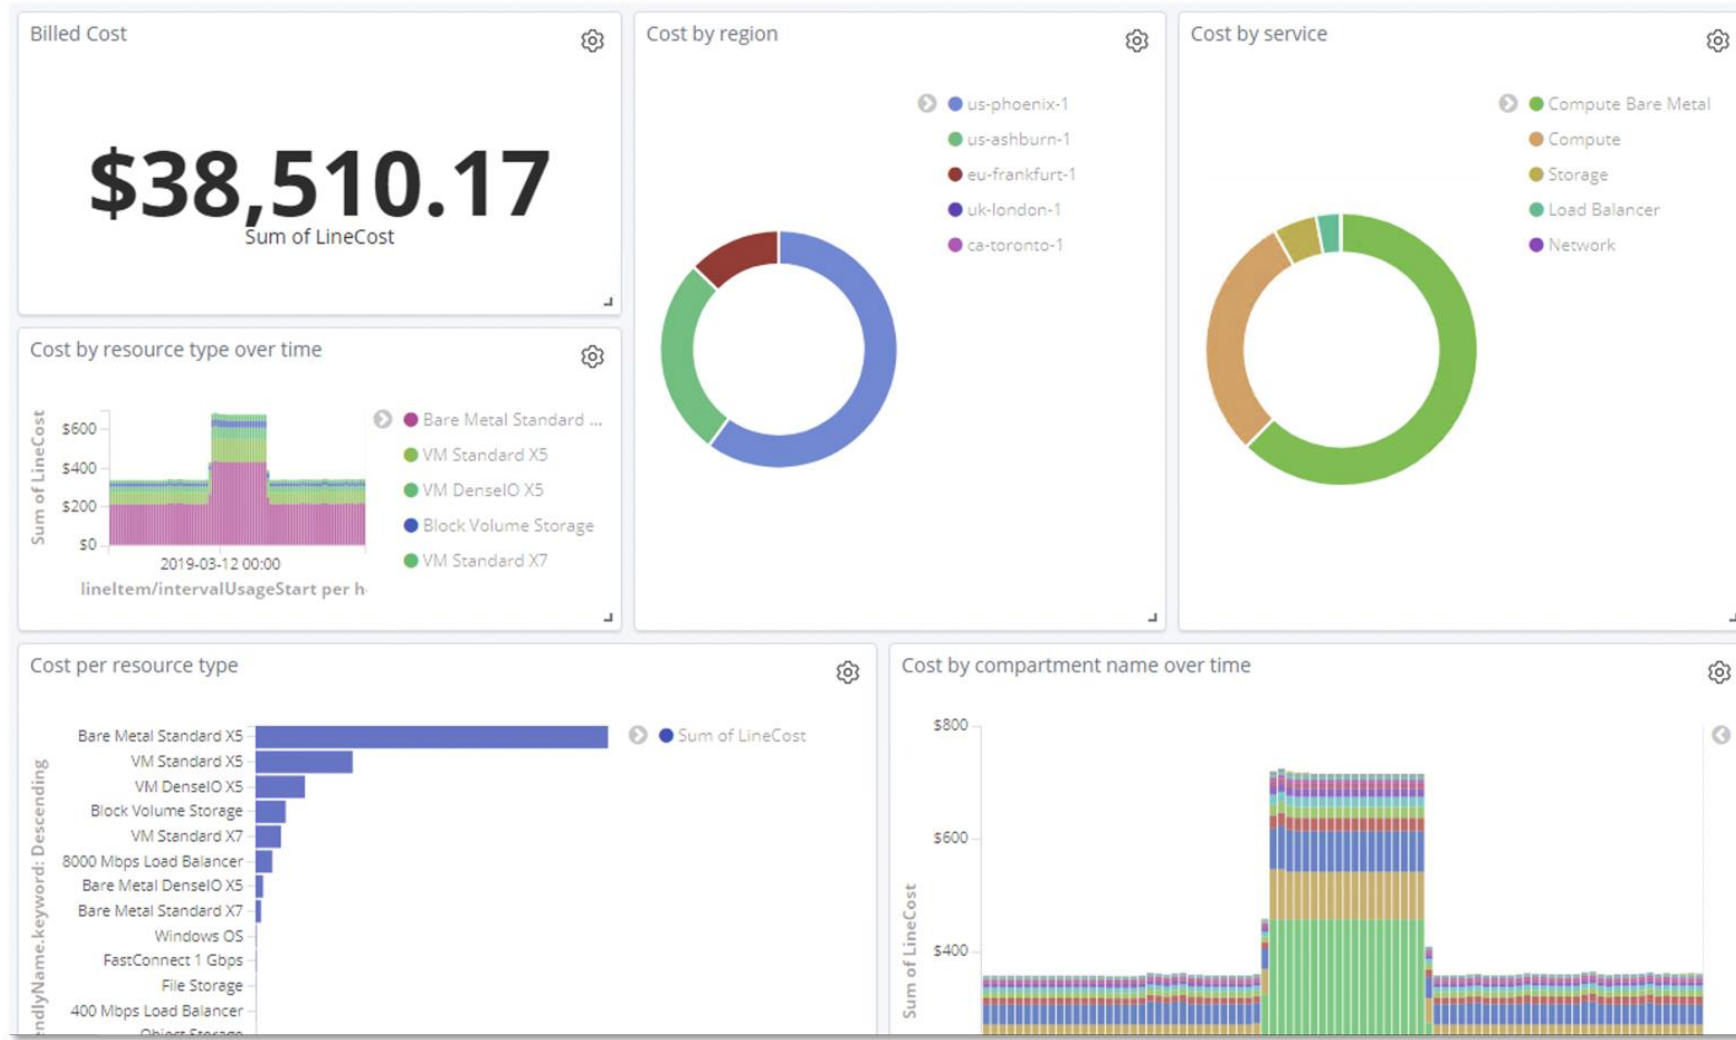 Billed Cost
$38,510.17
Sum of LineCost
Cost by region
us-phoenix-1
us-ashburn-1
eu-frankfurt-1
uk-london-1
ca-toronto-1
Cost by service
Compute Bare Metal
Compute
Storage
Load Balancer
Network
Cost by resource type over time
Sum of LineCost
$600
$400
$200
$0
2019-03-12 00:00
lineItem/intervalUsageStart per h
Bare Metal Standard ...
VM Standard X5
VM DenseIO X5
Block Volume Storage
VM Standard X7
Cost per resource type
endlyName.keyword: Descending
Bare Metal Standard X5
VM Standard X5
VM DenseIO X5
Block Volume Storage
VM Standard X7
8000 Mbps Load Balancer
Bare Metal DenseIO X5
Bare Metal Standard X7
Windows OS
FastConnect 1 Gbps
File Storage
400 Mbps Load Balancer
Object Storage
Sum of LineCost
Cost by compartment name over time
Sum of LineCost
$800
$600
$400